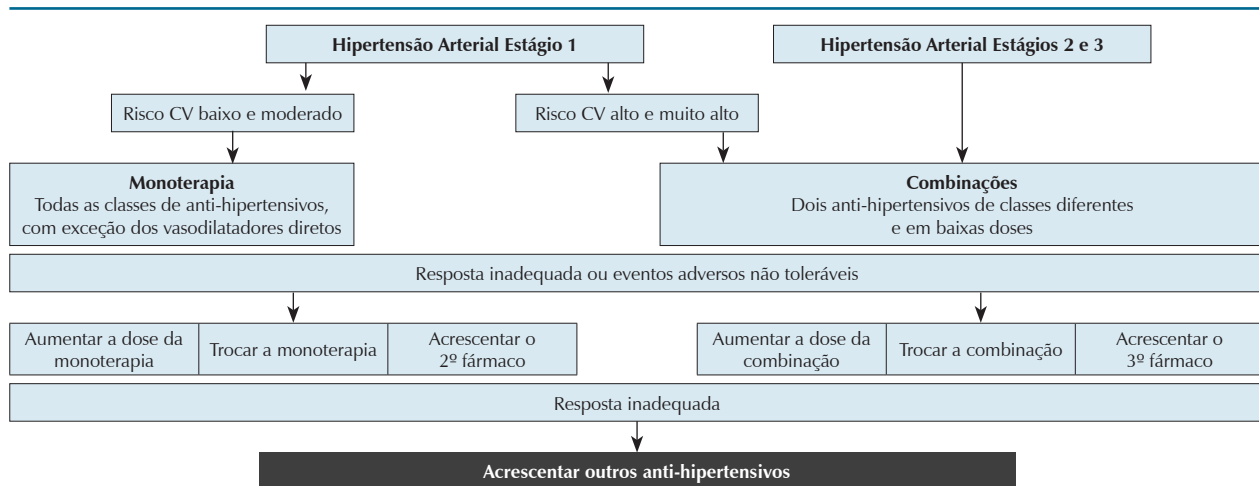 Hipertensão Arterial Estágio 1
Hipertensão Arterial Estágios 2 e 3
Risco CV baixo e moderado
Risco CV alto e muito alto
Monoterapia
Todas as classes de anti-hipertensivos,
com exceção dos vasodilatadores diretos
Combinações
Dois anti-hipertensivos de classes diferentes
e em baixas doses
Resposta inadequada ou eventos adversos não toleráveis
Aumentar a dose da
monoterapia
Trocar a monoterapia
Acrescentar o
2º fármaco
Aumentar a dose da
combinação
Trocar a combinação
Acrescentar o
3º fármaco
Resposta inadequada
Acrescentar outros anti-hipertensivos